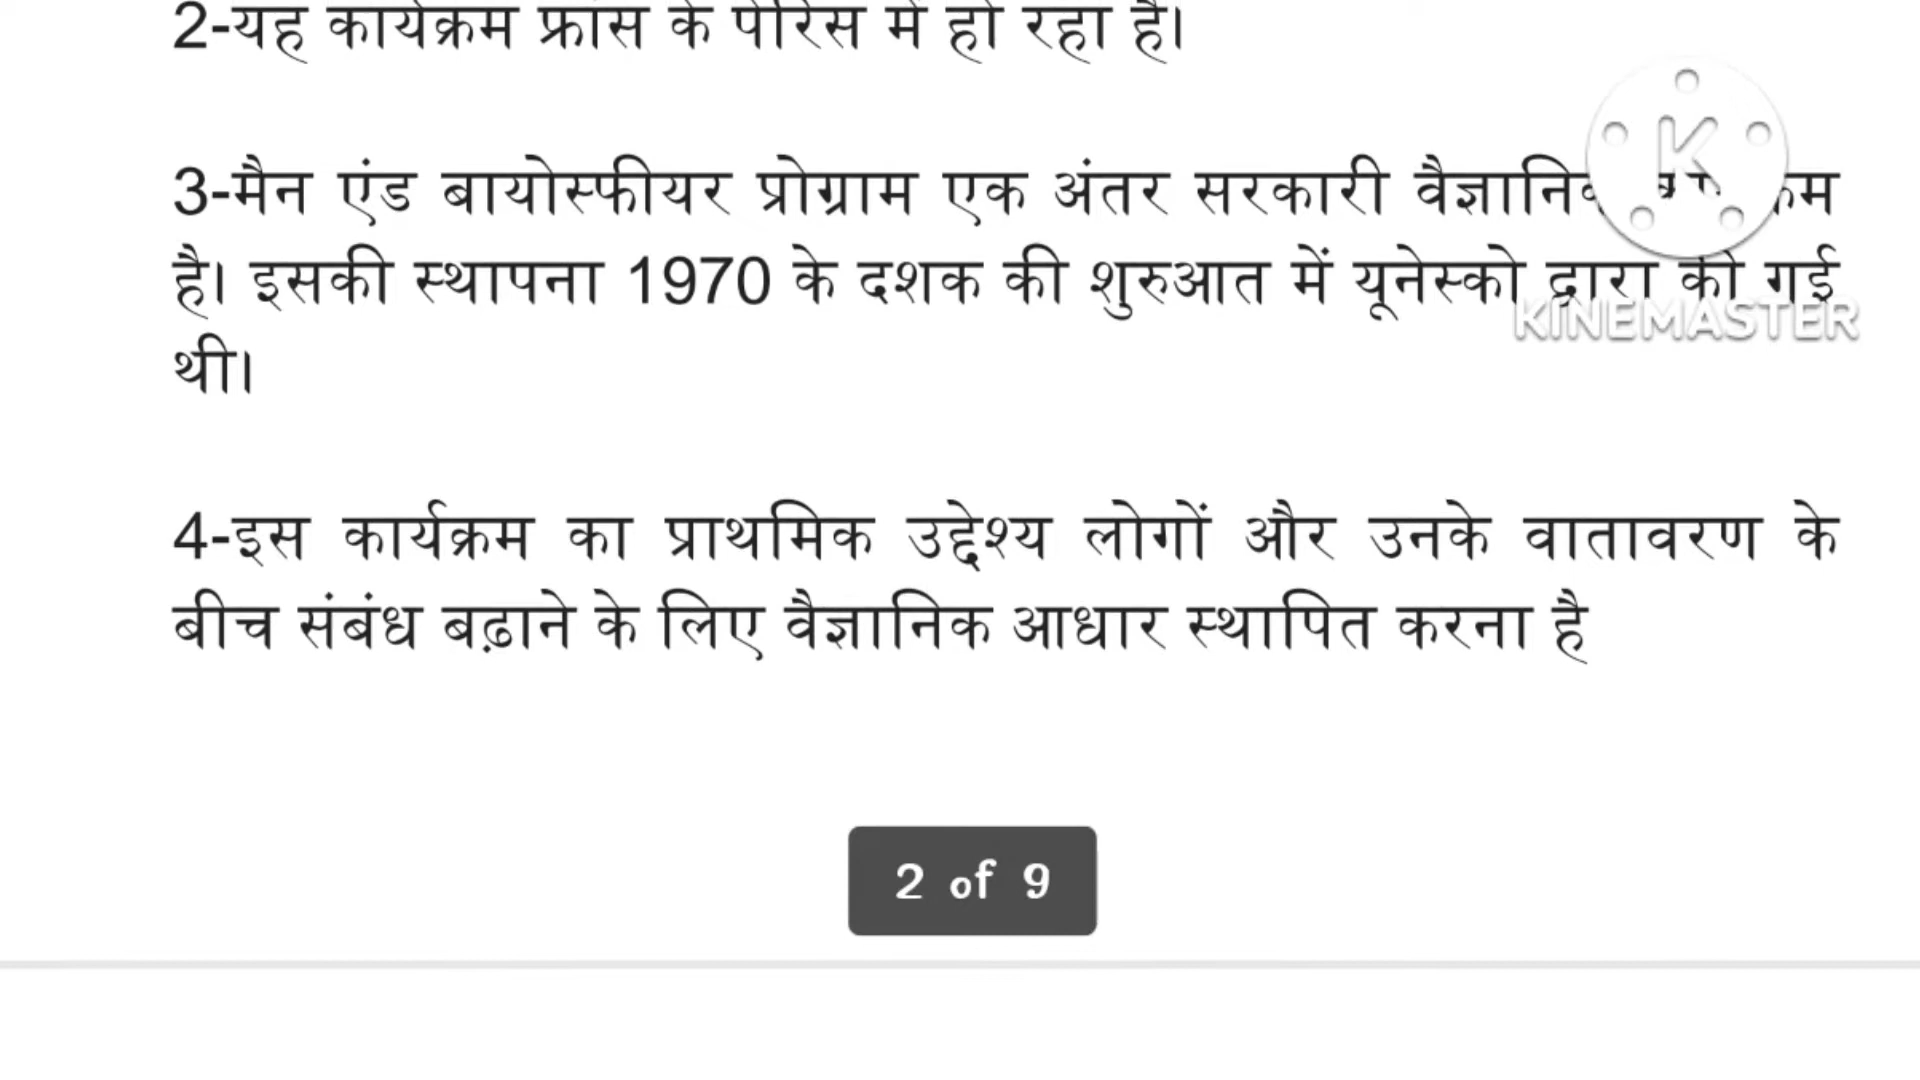 2-यह कार्यक्रम फ्रांस के पेरिस में हो रहा है।
3-मैन एंड बायोस्फीयर प्रोग्राम एक अंतर सरकारी वैज्ञानिक
है। इसकी स्थापना 1970 के दशक की शुरुआत में यूनेस्को द्वारा की गई
थी।
4-इस कार्यक्रम का प्राथमिक उद्देश्य लोगों और उनके वातावरण के
बीच संबंध बढ़ाने के लिए वैज्ञानिक आधार स्थापित करना है
K
KINEMASTER
2 of 9